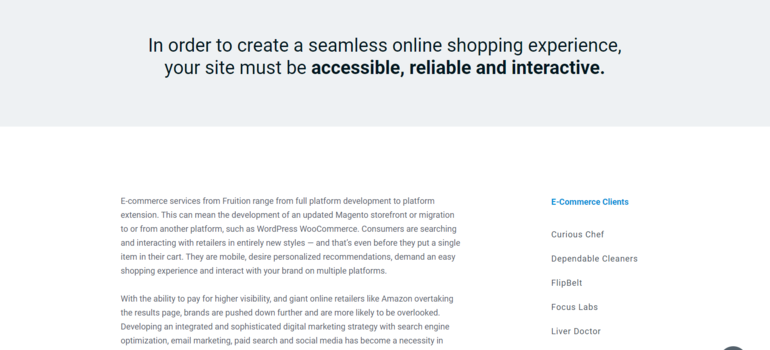 In order to create a seamless online shopping experience,
your site must be accessible, reliable and interactive.
E-commerce services from Fruition range from full platform development to platform
extension. This can mean the development of an updated Magento storefront or migration
to or from another platform, such as WordPress WooCommerce. Consumers are searching
and interacting with retailers in entirely new styles — and that's even before they put a single
item in their cart. They are mobile, desire personalized recommendations, demand an easy
shopping experience and interact with your brand on multiple platforms.
With the ability to pay for higher visibility, and giant online retailers like Amazon overtaking
the results page, brands are pushed down further and are more likely to be overlooked.
Developing an integrated and sophisticated digital marketing strategy with search engine
optimization, email marketing, paid search and social media has become a necessity in
E-Commerce Clients
Curious Chef
Dependable Cleaners
FlipBelt
Focus Labs
Liver Doctor